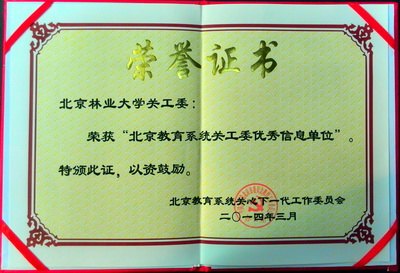 荣誉证书
北京林业大学关工委：
荣获“北京教育系统关工委优秀信息单位”。
特颁此证，以资鼓励。
北京教育系统关心下一代工作委员会
二〇一四年三月